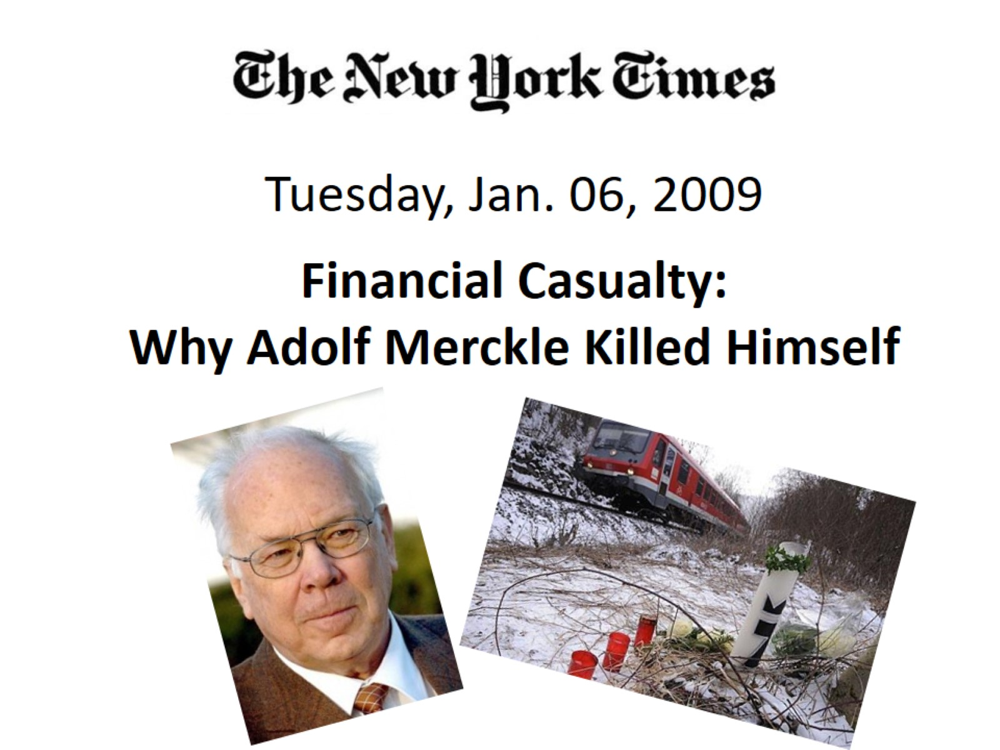 The New York Times
Tuesday, Jan. 06, 2009
Financial Casualty:
Why Adolf Merckle Killed Himself